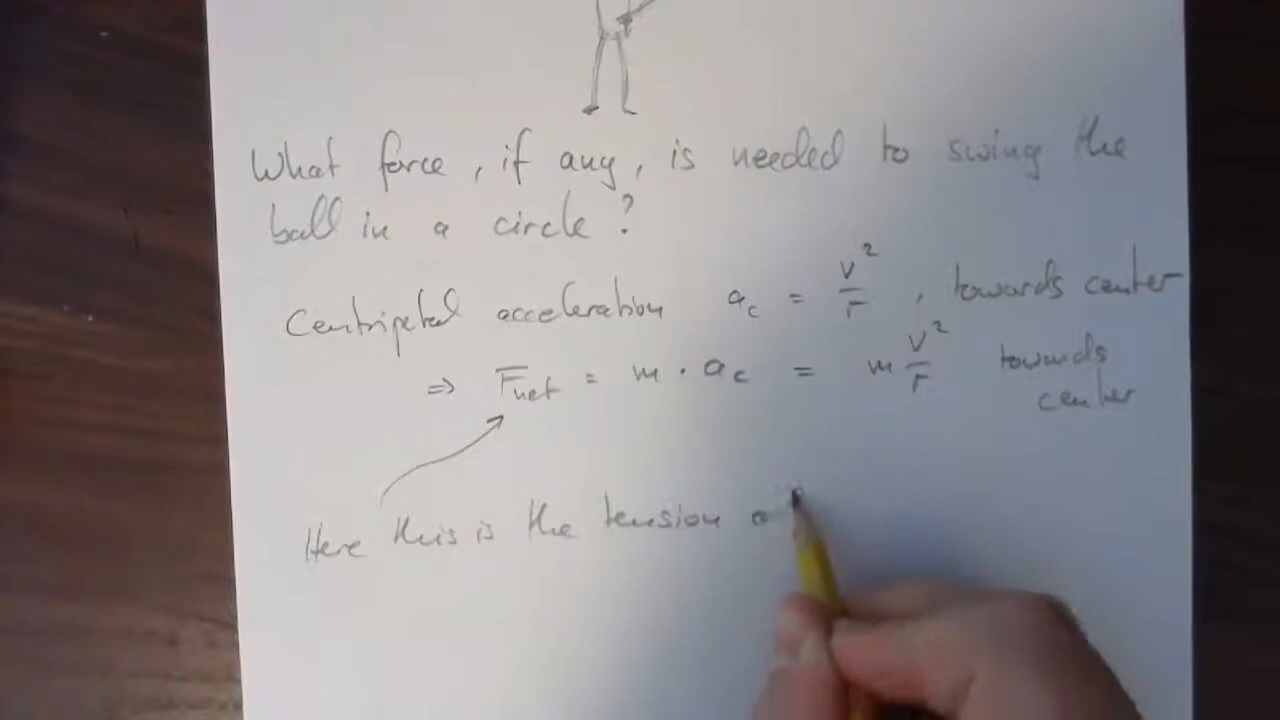 What force, if any, is needed to swing the
ball in a circle?
Centripetal acceleration a_c = v²/r, towards center
⇒ F_net = m · a_c = m v²/r towards
center
Here this is the tension o